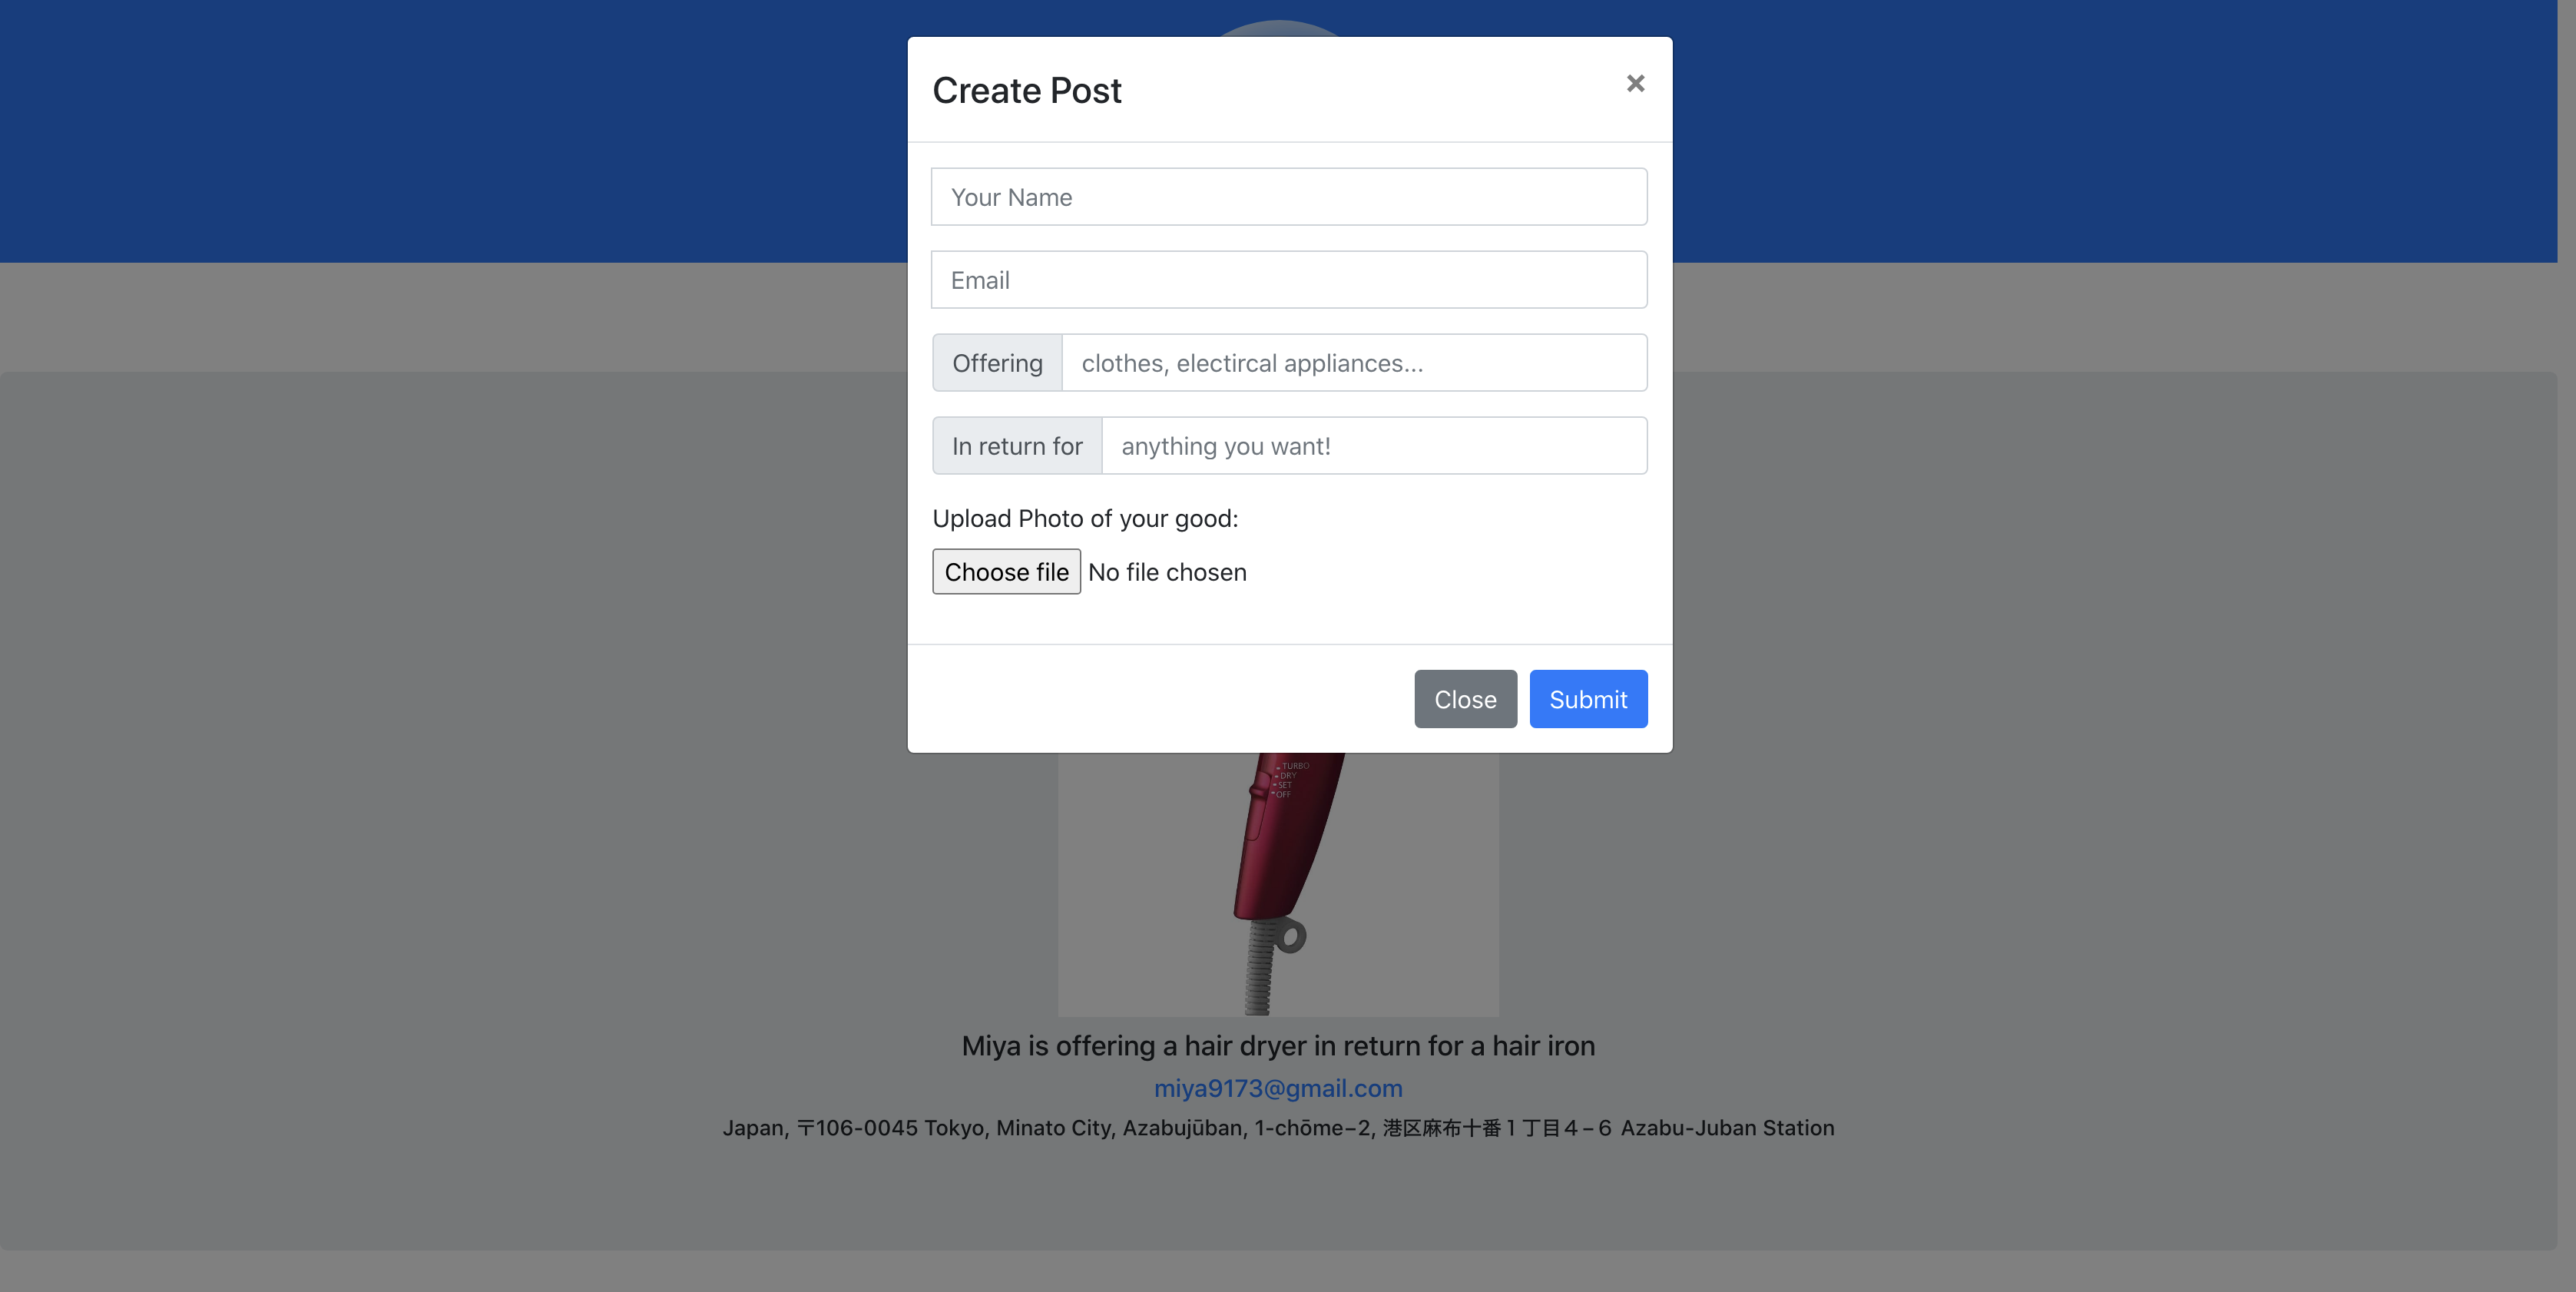 Create Post
×
Your Name
Email
Offering clothes, electircal appliances...
In return for anything you want!
Upload Photo of your good:
Choose file No file chosen
Close Submit
TURBO
DRY
SET
OFF
Miya is offering a hair dryer in return for a hair iron
miya9173@gmail.com
Japan, 〒106-0045 Tokyo, Minato City, Azabujūban, 1-chōme−2, 港区麻布十番1丁目4−6 Azabu-Juban Station